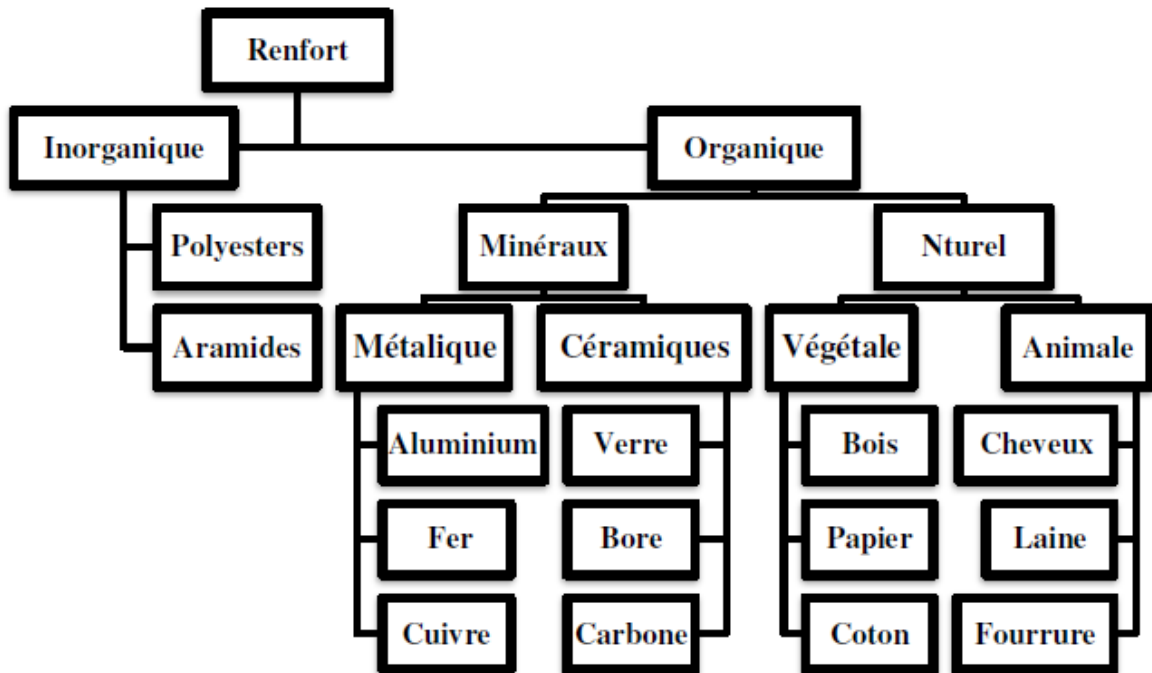 Renfort
Inorganique
Organique
Polyesters
Minéraux
Nturel
Aramides
Métalique
Céramiques
Végétale
Animale
Aluminium
Verre
Bois
Cheveux
Fer
Bore
Papier
Laine
Cuivre
Carbone
Coton
Fourrure